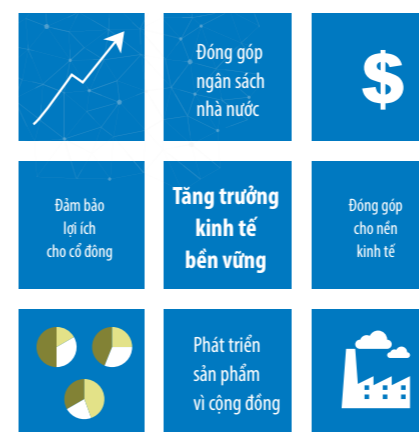 Đóng góp
ngân sách
nhà nước
$
Đảm bảo
lợi ích
cho cổ đông
Tăng trưởng
kinh tế
bền vững
Đóng góp
cho nền
kinh tế
Phát triển
sản phẩm
vì cộng đồng